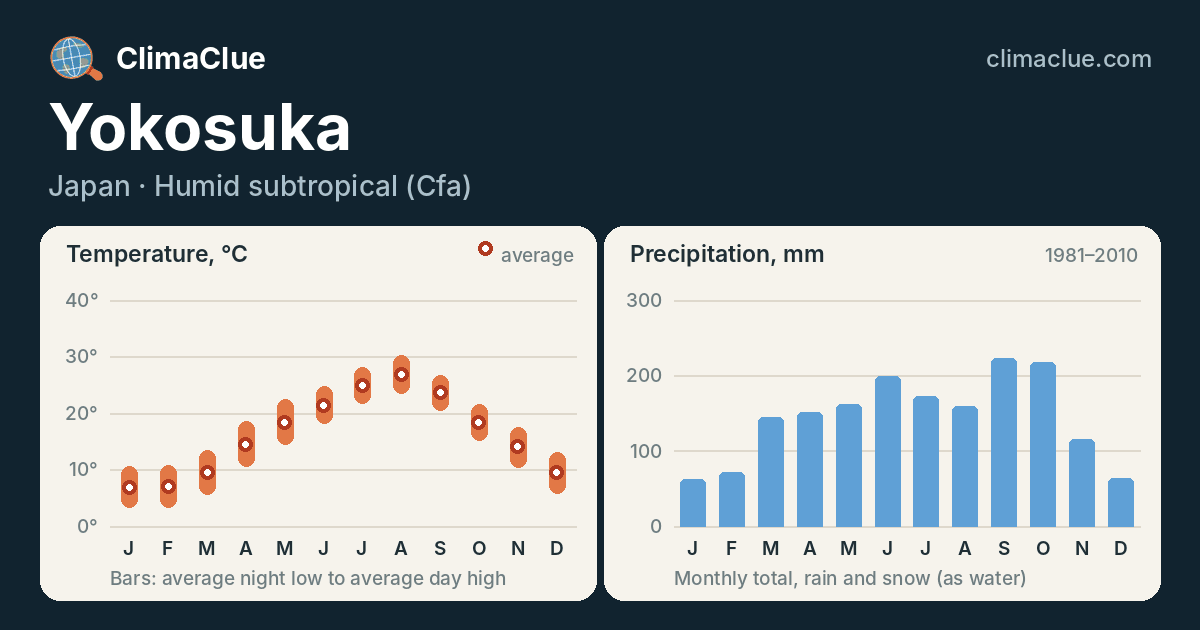 ClimaClue
climaclue.com
Yokosuka
Japan · Humid subtropical (Cfa)
Temperature, °C
average
40°
30°
20°
10°
0°
J F M A M J J A S O N D
Bars: average night low to average day high
Precipitation, mm
1981–2010
300
200
100
0
J F M A M J J A S O N D
Monthly total, rain and snow (as water)